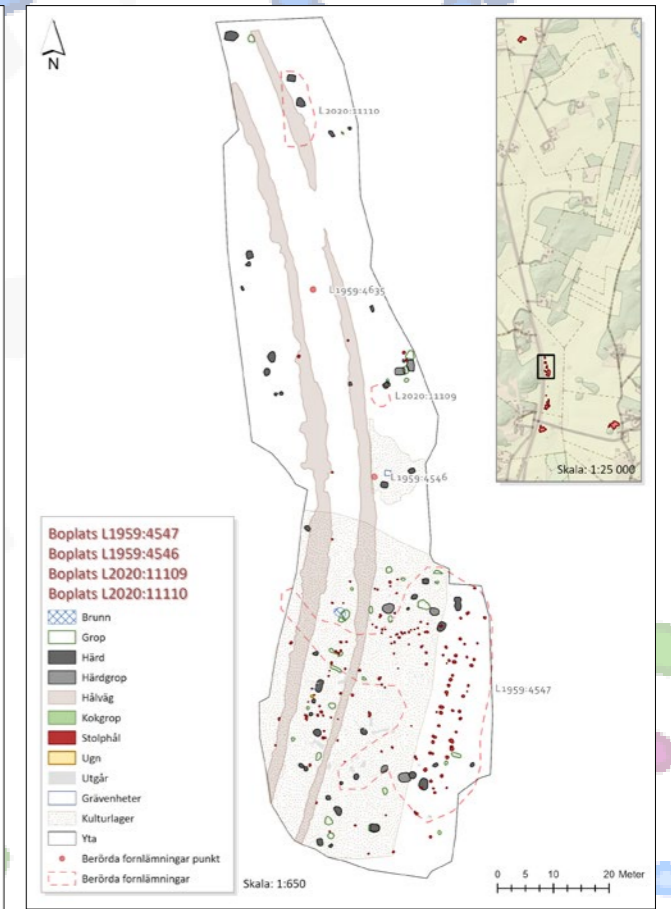 N
L2020:11110
L1959:4635
L2020:11109
L1959:4546
L1959:4547
Skala: 1:25 000
Boplats L1959:4547
Boplats L1959:4546
Boplats L2020:11109
Boplats L2020:11110
Brunn
Grop
Härd
Härdgrop
Hålväg
Kokgrop
Stolphål
Ugn
Utgår
Grävenheter
Kulturlager
Yta
Berörda fornlämningar punkt
Berörda fornlämningar
Skala: 1:650
0 5 10 20 Meter